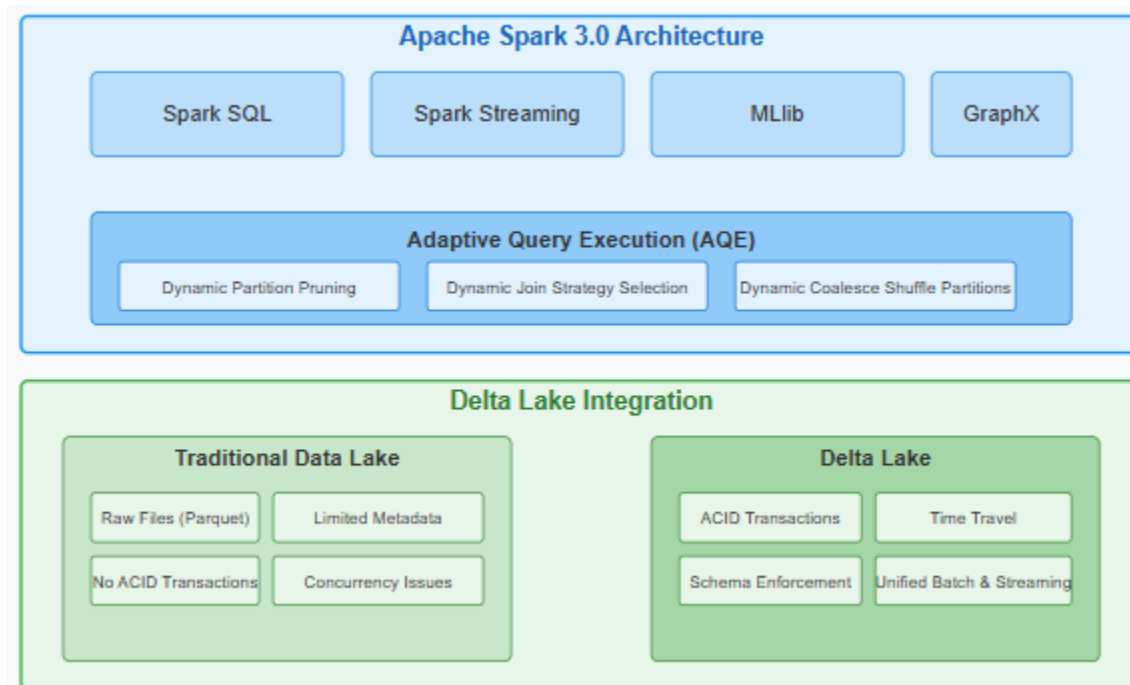 Apache Spark 3.0 Architecture
Spark SQL
Spark Streaming
MLlib
GraphX
Adaptive Query Execution (AQE)
Dynamic Partition Pruning
Dynamic Join Strategy Selection
Dynamic Coalesce Shuffle Partitions
Delta Lake Integration
Traditional Data Lake
Raw Files (Parquet)
Limited Metadata
No ACID Transactions
Concurrency Issues
Delta Lake
ACID Transactions
Time Travel
Schema Enforcement
Unified Batch & Streaming